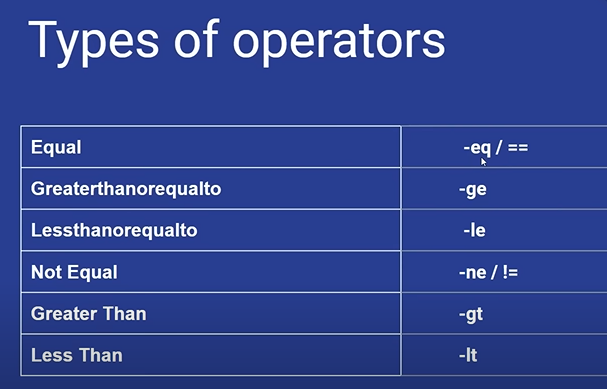 Types of operators
Equal -eq / ==
Greaterthanorequalto -ge
Lessthanorequalto -le
Not Equal -ne / !=
Greater Than -gt
Less Than -lt